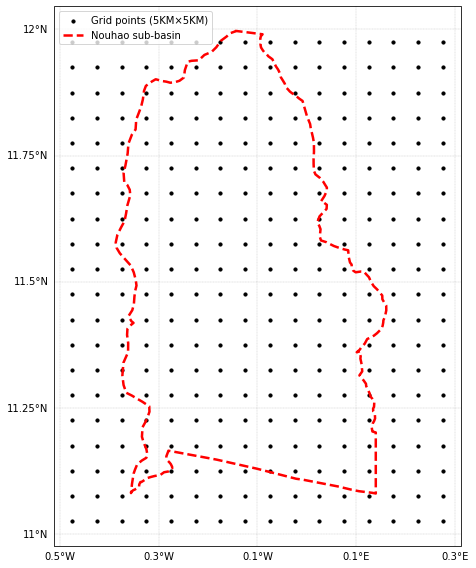 Grid points (5KM×5KM)
Nouhao sub-basin
12°N
11.75°N
11.5°N
11.25°N
11°N
0.5°W 0.3°W 0.1°W 0.1°E 0.3°E